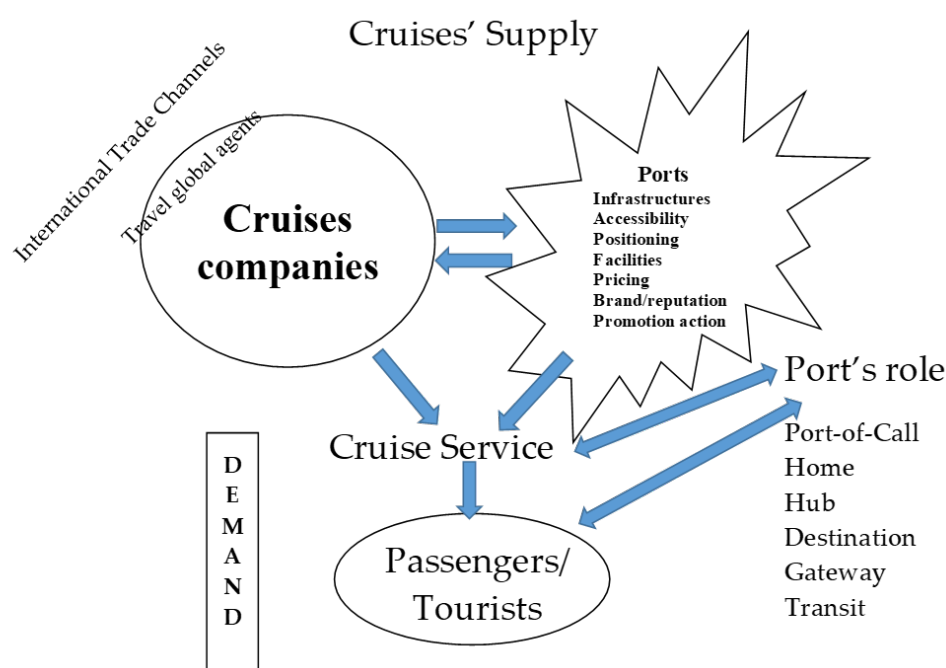 Cruises’ Supply
International Trade Channels
Travel global agents
Cruises
companies
Ports
Infrastructures
Accessibility
Positioning
Facilities
Pricing
Brand/reputation
Promotion action
Port’s role
Port-of-Call
Home
Hub
Destination
Gateway
Transit
Cruise Service
D
E
M
A
N
D
Passengers/
Tourists